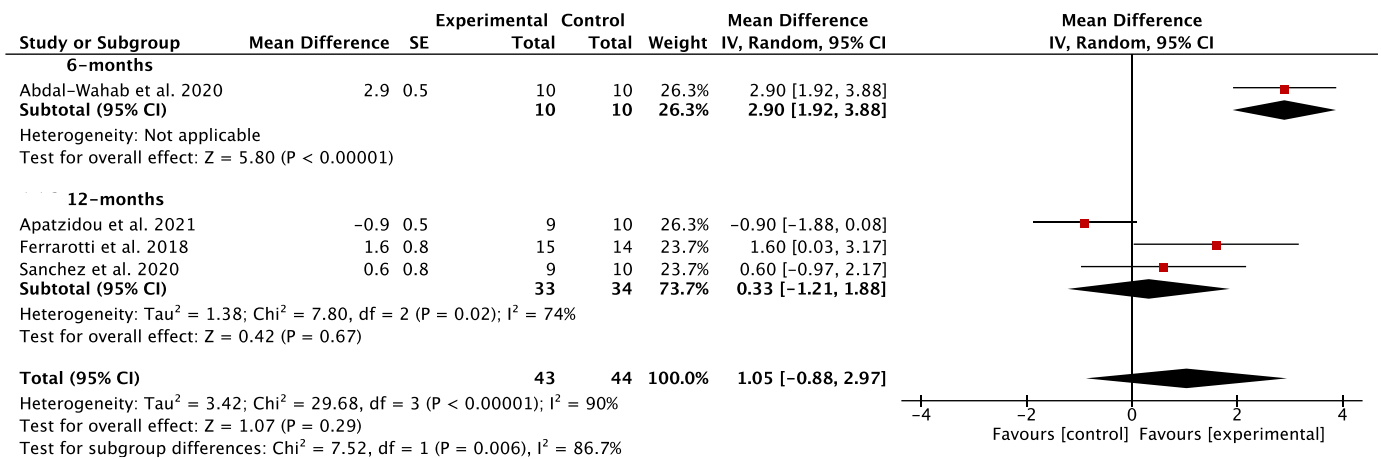 Experimental Control Mean Difference Mean Difference
Study or Subgroup Mean Difference SE Total Total Weight IV, Random, 95% CI IV, Random, 95% CI
6-months
Abdal-Wahab et al. 2020 2.9 0.5 10 10 26.3% 2.90 [1.92, 3.88]
Subtotal (95% CI) 10 10 26.3% 2.90 [1.92, 3.88]
Heterogeneity: Not applicable
Test for overall effect: Z = 5.80 (P < 0.00001)
12-months
Apatzidou et al. 2021 -0.9 0.5 9 10 26.3% -0.90 [-1.88, 0.08]
Ferrarotti et al. 2018 1.6 0.8 15 14 23.7% 1.60 [0.03, 3.17]
Sanchez et al. 2020 0.6 0.8 9 10 23.7% 0.60 [-0.97, 2.17]
Subtotal (95% CI) 33 34 73.7% 0.33 [-1.21, 1.88]
Heterogeneity: Tau² = 1.38; Chi² = 7.80, df = 2 (P = 0.02); I² = 74%
Test for overall effect: Z = 0.42 (P = 0.67)
Total (95% CI) 43 44 100.0% 1.05 [-0.88, 2.97]
Heterogeneity: Tau² = 3.42; Chi² = 29.68, df = 3 (P < 0.00001); I² = 90%
Test for overall effect: Z = 1.07 (P = 0.29)
Test for subgroup differences: Chi² = 7.52, df = 1 (P = 0.006), I² = 86.7%
-4 -2 0 2 4
Favours [control] Favours [experimental]